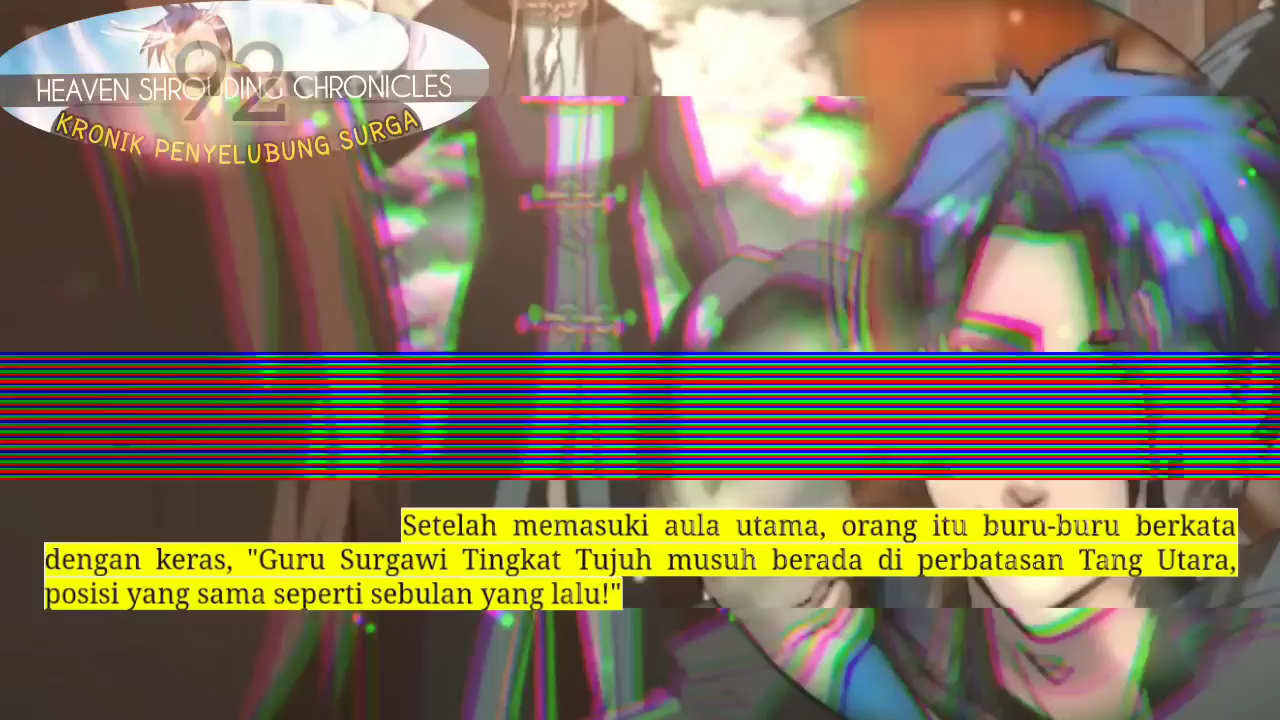 92
HEAVEN SHROUDING CHRONICLES
KRONIK PENYELUBUNG SURGA
Setelah memasuki aula utama, orang itu buru-buru berkata
dengan keras, "Guru Surgawi Tingkat Tujuh musuh berada di perbatasan Tang Utara,
posisi yang sama seperti sebulan yang lalu!"